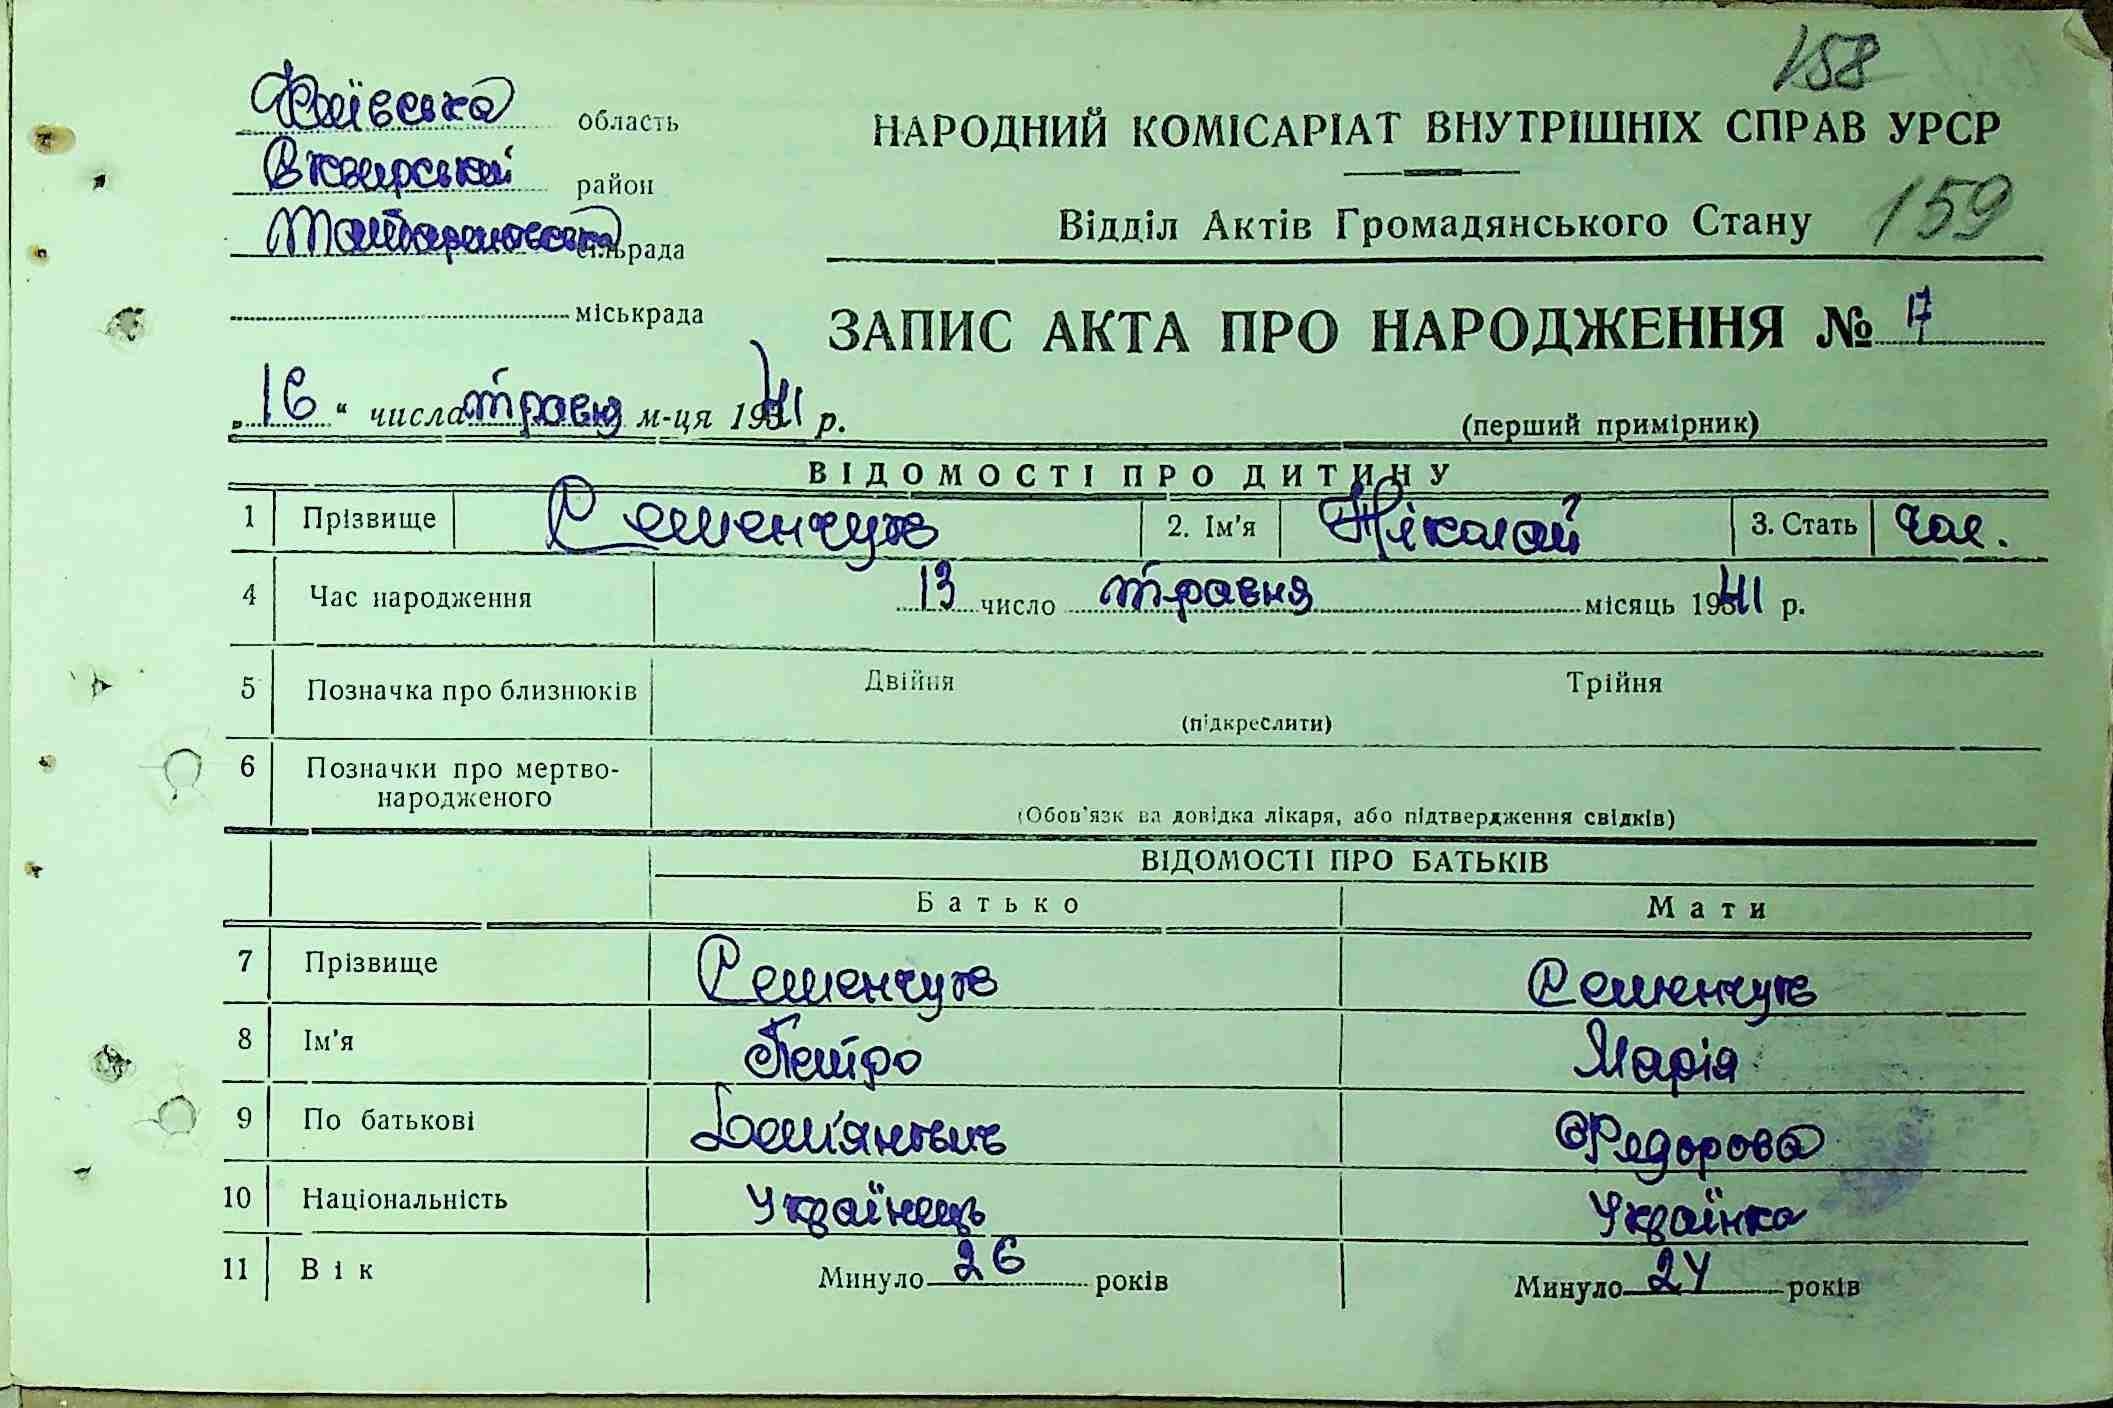 158
Київська область
НАРОДНИЙ КОМІСАРІАТ ВНУТРІШНІХ СПРАВ УРСР
Сквирський район
Відділ Актів Громадянського Стану 159
Татариновська сільрада
міськрада
ЗАПИС АКТА ПРО НАРОДЖЕННЯ № 17
„16“ числа травня м-ця 1941 р.
(перший примірник)
ВІДОМОСТІ ПРО ДИТИНУ
1 Прізвище Семенчук 2. Ім'я Ніколай 3. Стать чол.
4 Час народження 13 число травня місяць 1941 р.
5 Позначка про близнюків Двійня Трійня
(підкреслити)
6 Позначки про мертво-
народженого
(Обов'язк ва довідка лікаря, або підтвердження свідків)
ВІДОМОСТІ ПРО БАТЬКІВ
Батько Мати
7 Прізвище Семенчук Семенчук
8 Ім'я Петро Марія
9 По батькові Дем'янович Федорова
10 Національність Українець Українка
11 Вік Минуло 26 років Минуло 24 років